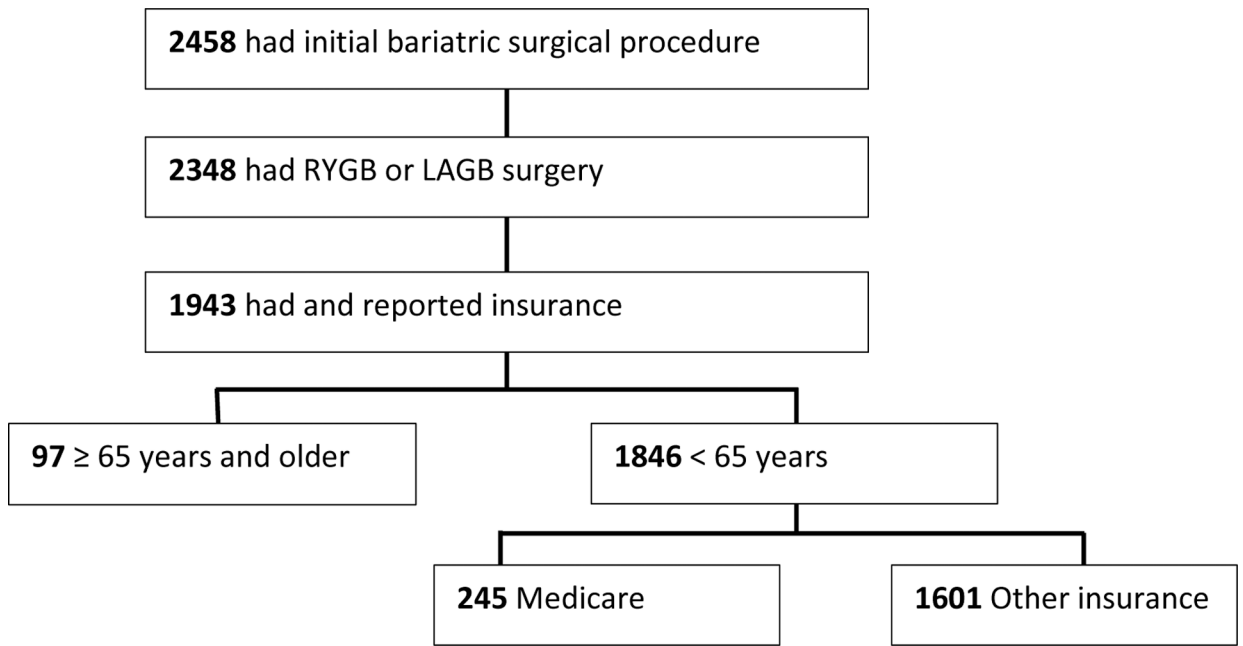 2458 had initial bariatric surgical procedure
2348 had RYGB or LAGB surgery
1943 had and reported insurance
97 ≥ 65 years and older
1846 < 65 years
245 Medicare
1601 Other insurance